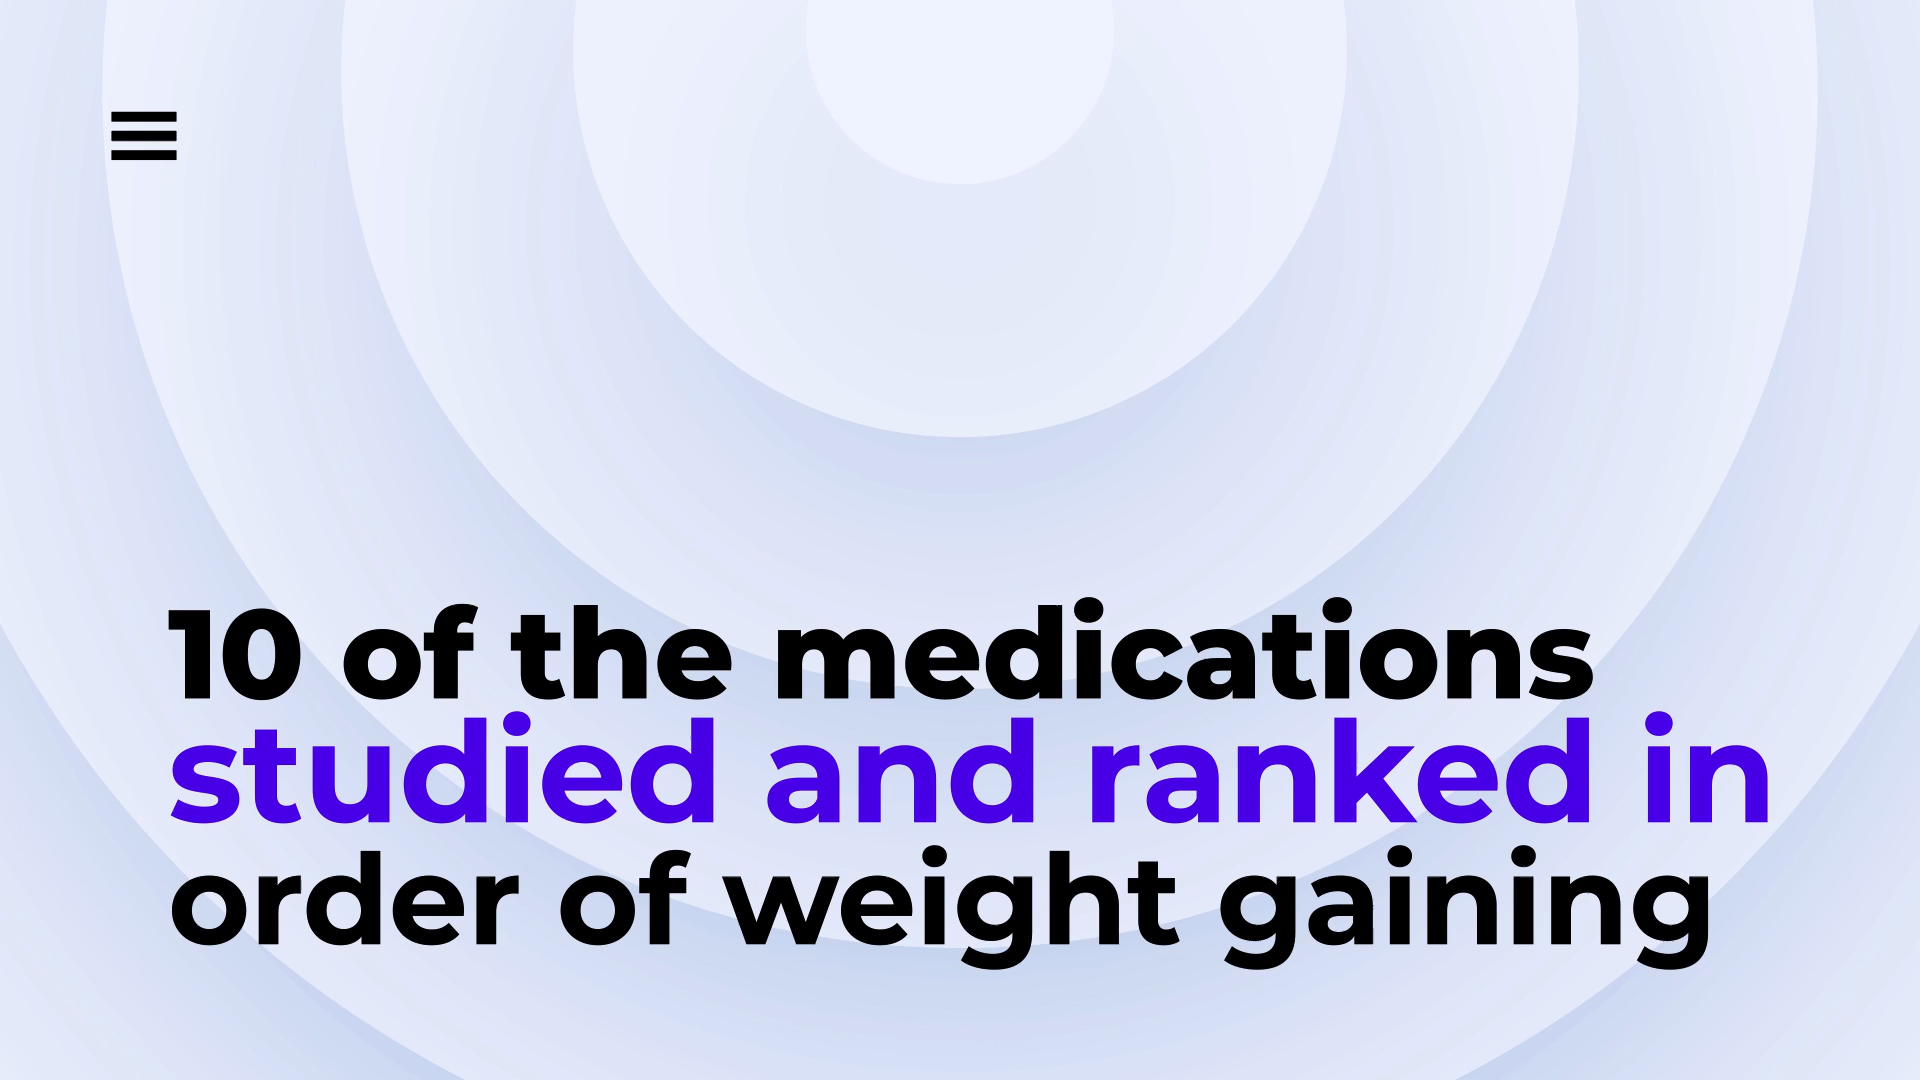 10 of the medications
studied and ranked in
order of weight gaining